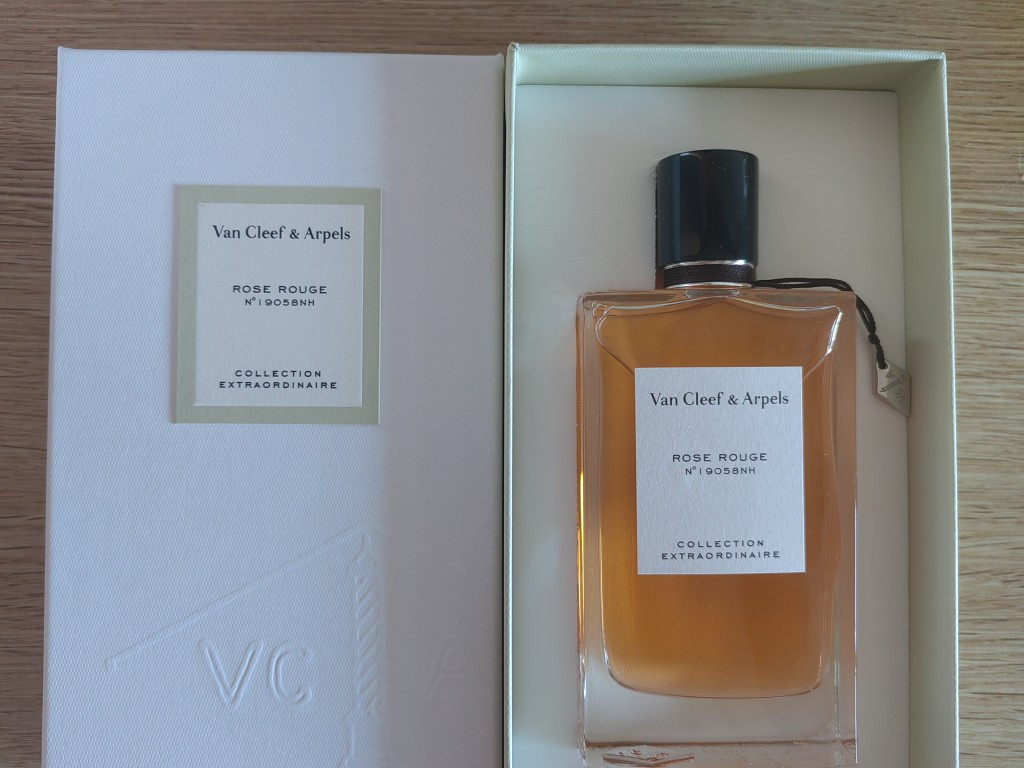 Van Cleef & Arpels
ROSE ROUGE
N°19058NH
COLLECTION
EXTRAORDINAIRE
VC A
Van Cleef & Arpels
ROSE ROUGE
N°19058NH
COLLECTION
EXTRAORDINAIRE